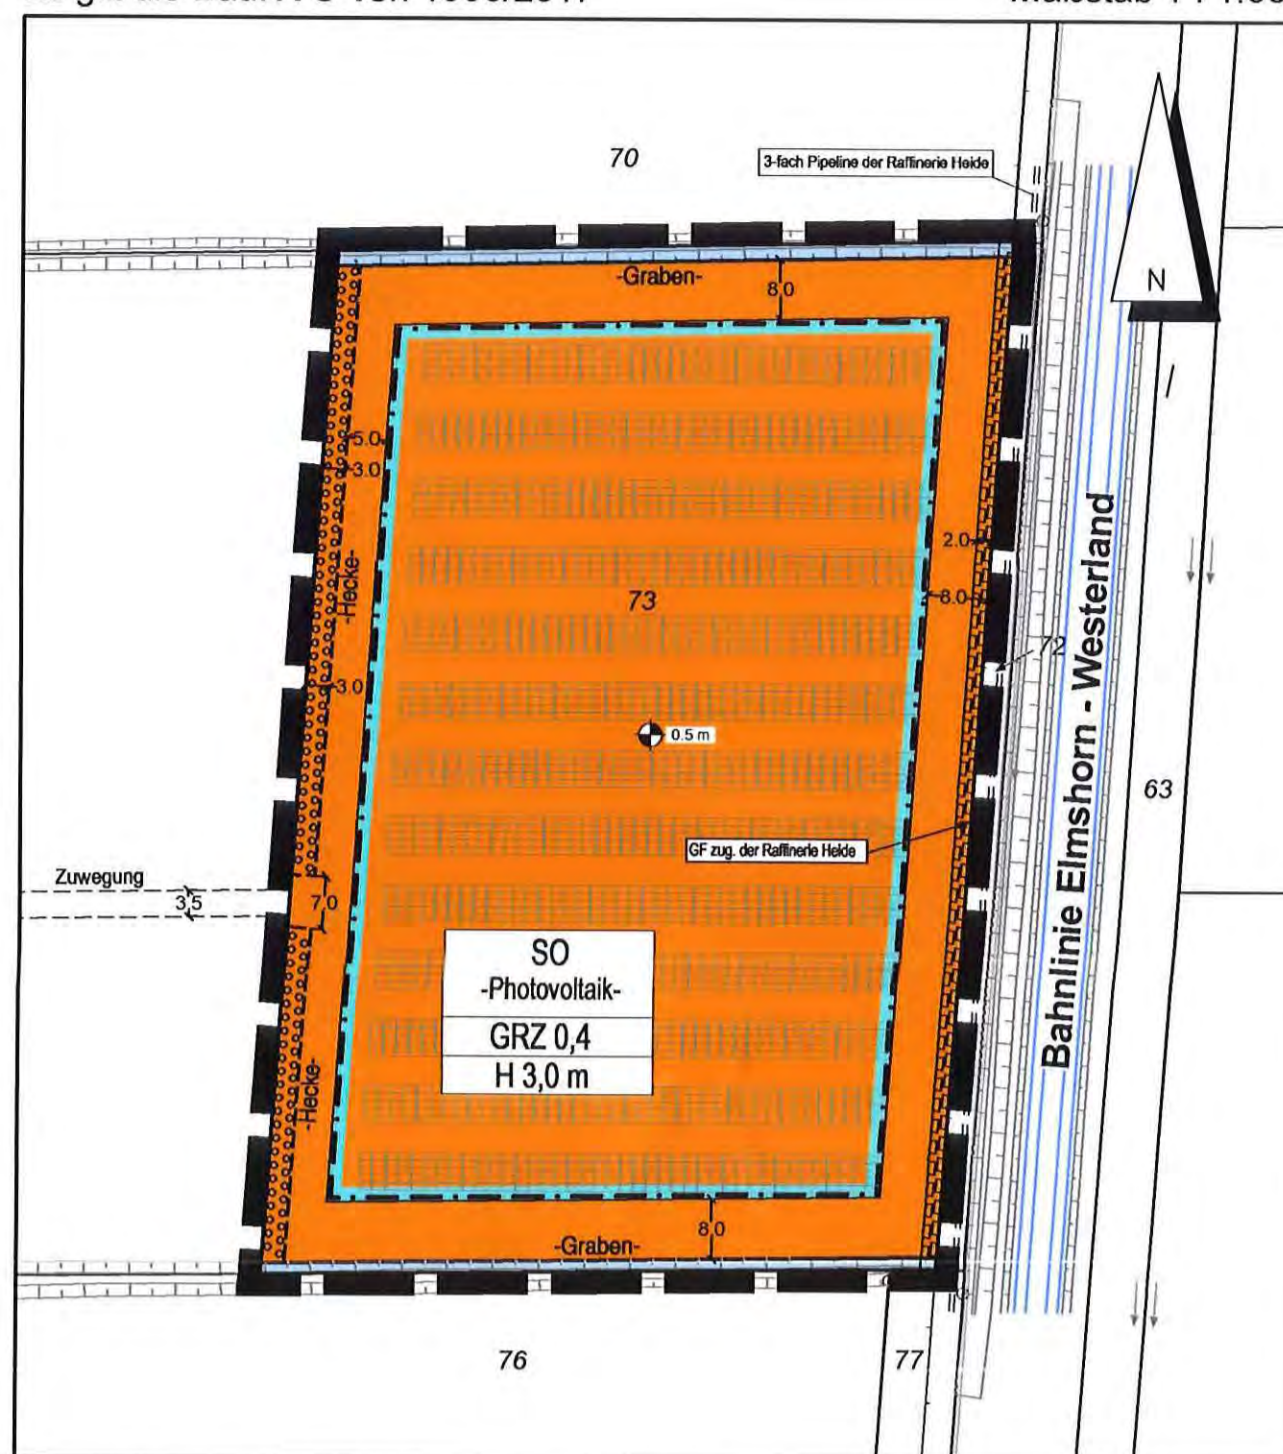 70
3-fach Pipeline der Raffinerie Heide
N
-Graben-
8.0
5.0
3.0
-Hecke-
2.0
73
8.0
72
3.0
0.5 m
Bahnlinie Elmshorn - Westerland
63
GF zug. der Raffinerie Heide
Zuwegung
3,5
7.0
SO
-Photovoltaik-
GRZ 0,4
H 3,0 m
-Hecke-
8.0
-Graben-
76
77